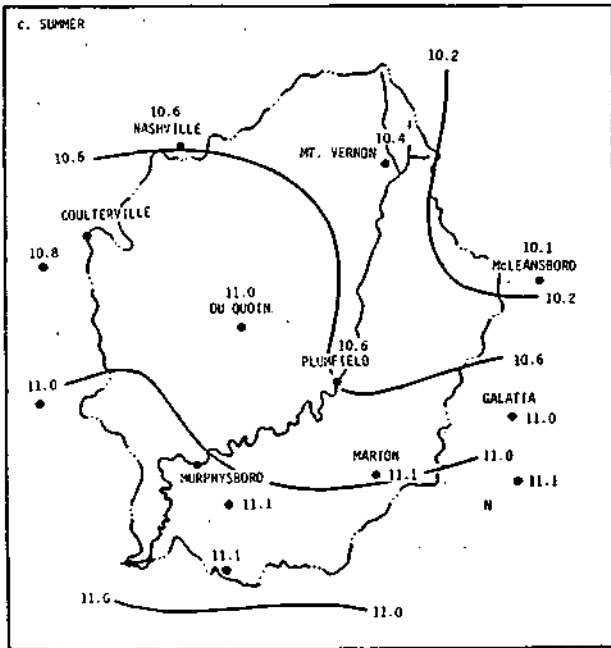 c. SUMMER
10.2
10.6
NASHVILLE
10.4
MT. VERNON
10.6
COULTERVILLE
10.8
10.1
McLEANSBORO
10.2
11.0
DU QUOIN
10.6
PLUMFIELD
10.6
11.0
GALATIA
11.0
MARION
11.0
MURPHYSBORO
11.1
11.1
11.1
N
11.1
11.0
11.0